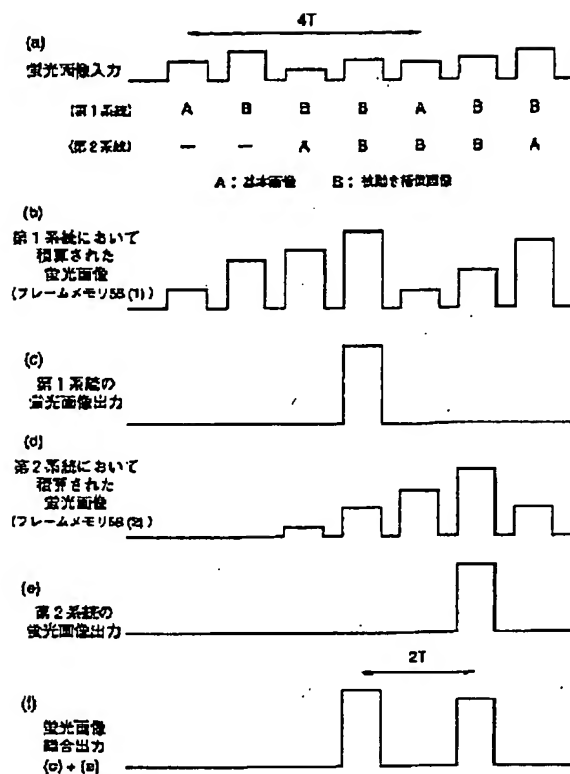 4T
(a)
蛍光画像入力
(第1系統) A B B B A B B
(第2系統) — — A B B B A
A：基本画像 B：被動き補償画像
(b)
第1系統において
積算された
蛍光画像
(フレームメモリ58(1))
(c)
第1系統の
蛍光画像出力
(d)
第2系統において
積算された
蛍光画像
(フレームメモリ58(2))
(e)
第2系統の
蛍光画像出力
2T
(f)
蛍光画像
総合出力
(c)+(e)